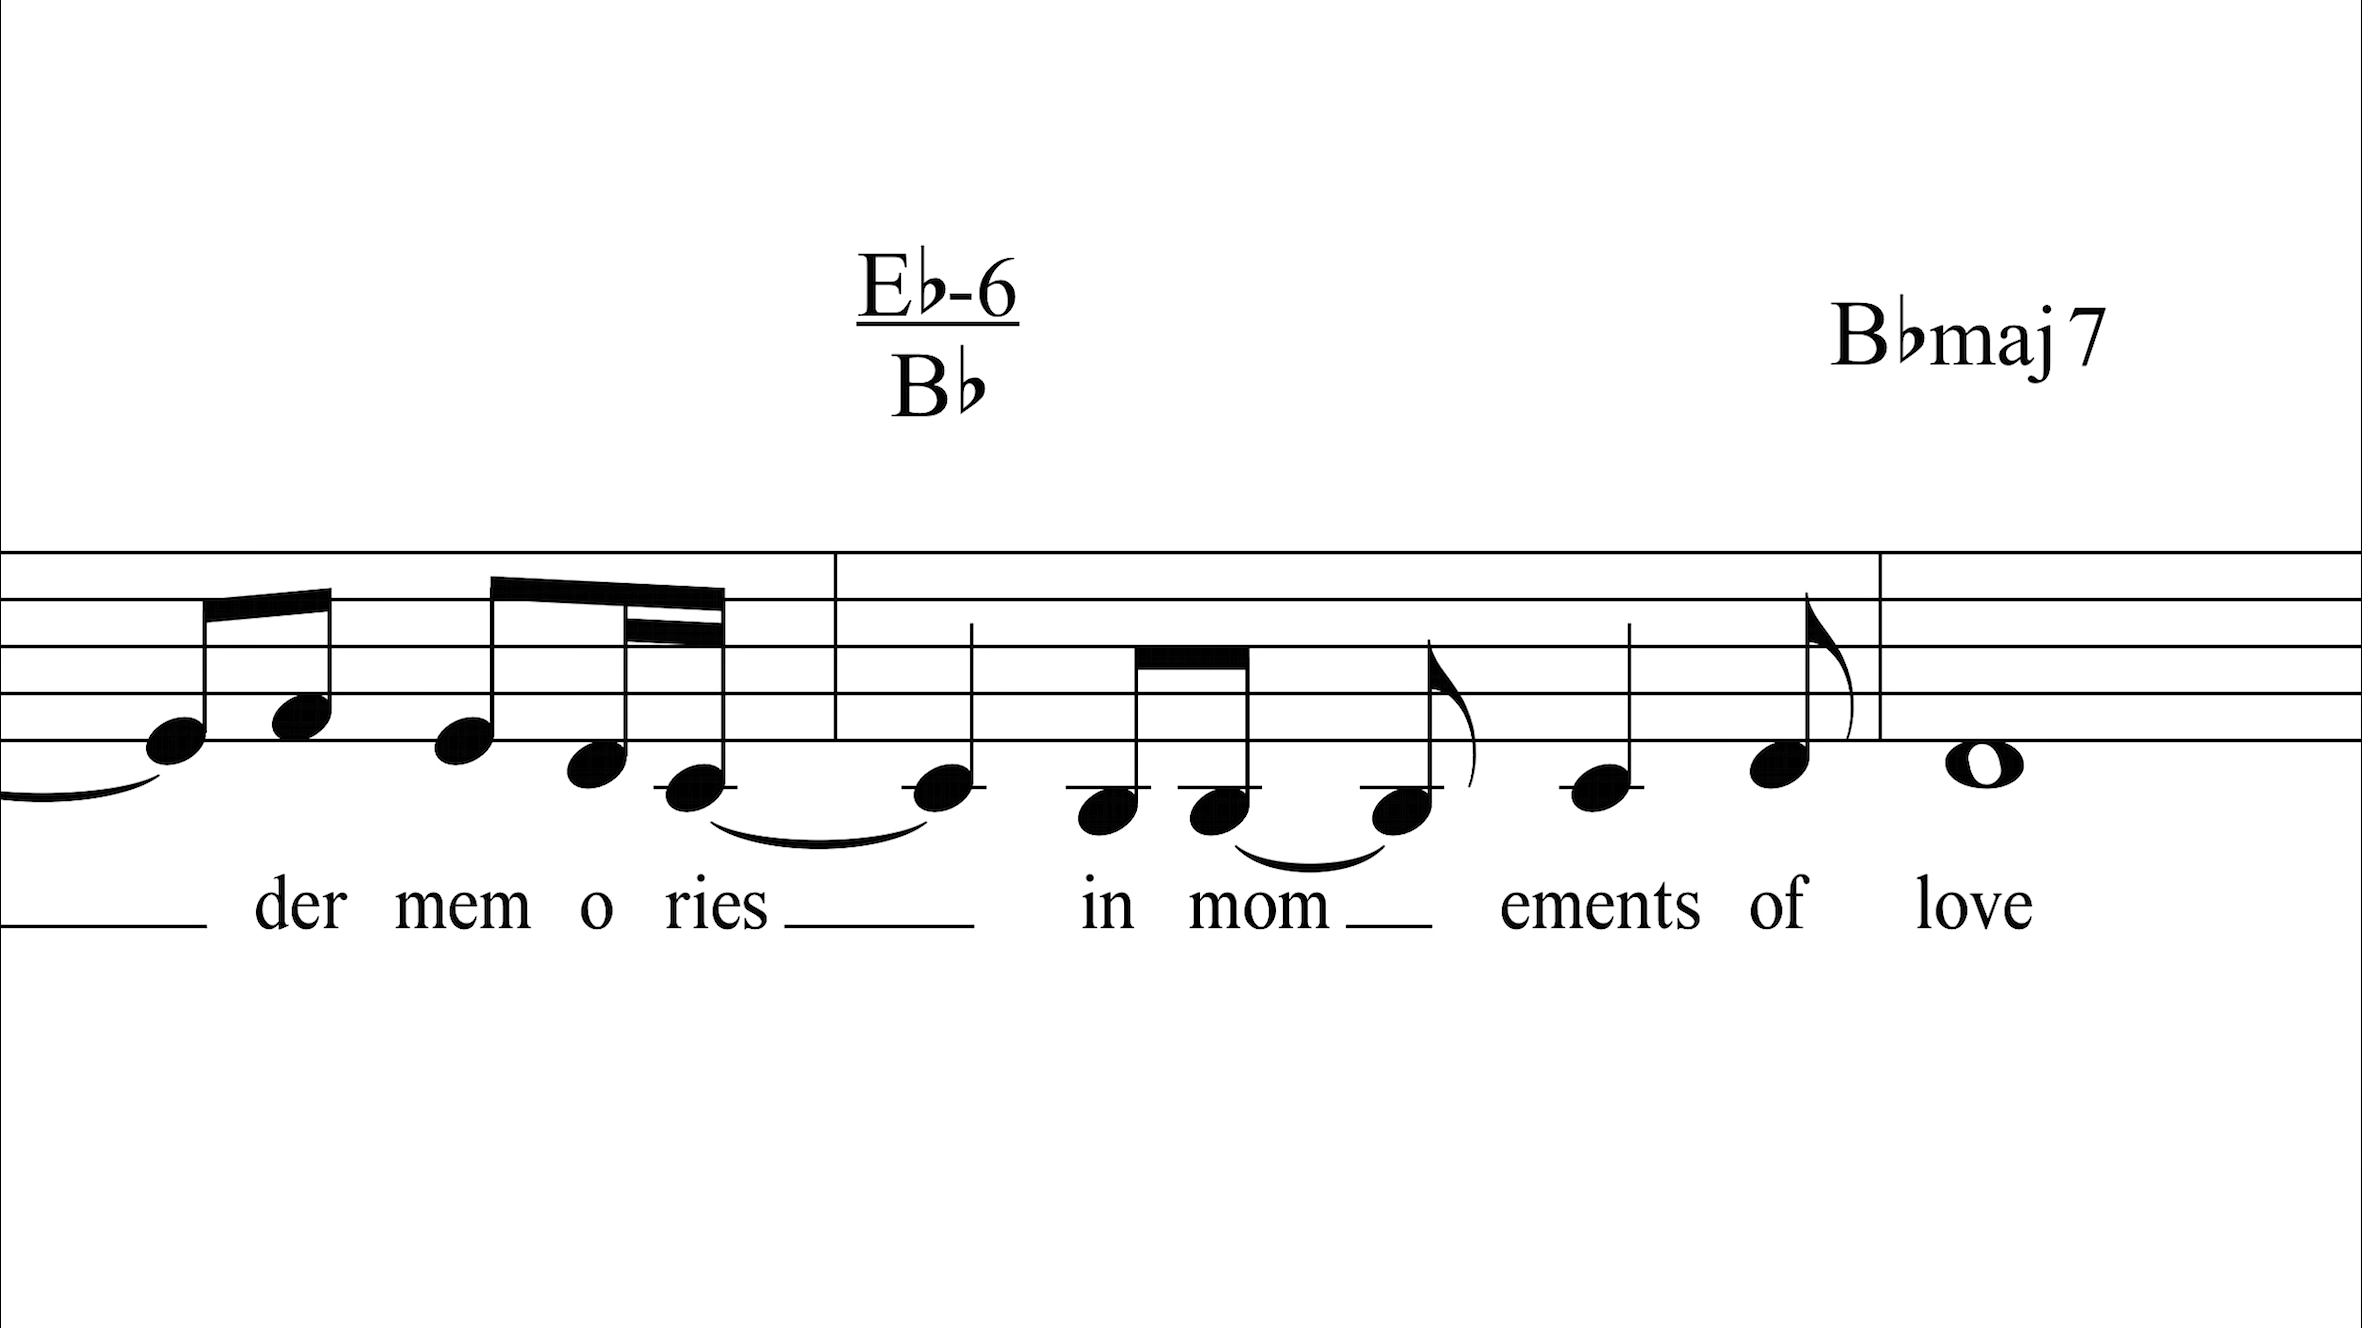 E♭-6
B♭
B♭maj7
der mem o ries in mom ements of love